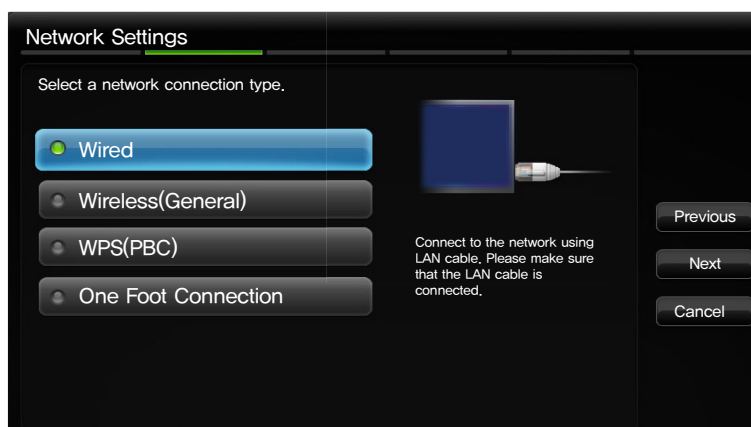 Network Settings
Select a network connection type.
Wired
Wireless(General)
WPS(PBC)
One Foot Connection
Connect to the network using
LAN cable. Please make sure
that the LAN cable is
connected.
Previous
Next
Cancel